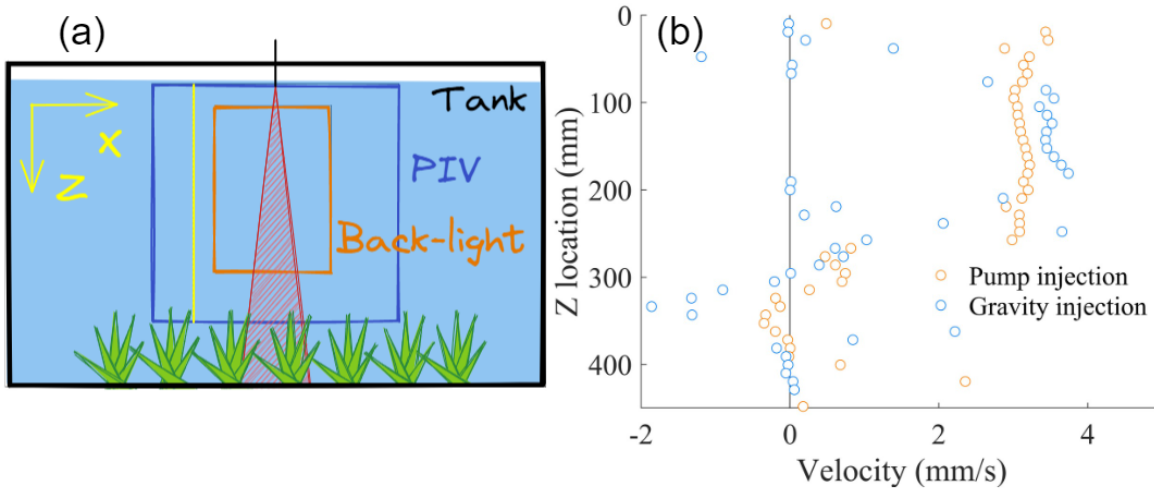 (a)
Tank
X
Z
PIV
Back-light
(b)
0
100
200
300
400
Z location (mm)
Pump injection
Gravity injection
-2
0
2
4
Velocity (mm/s)